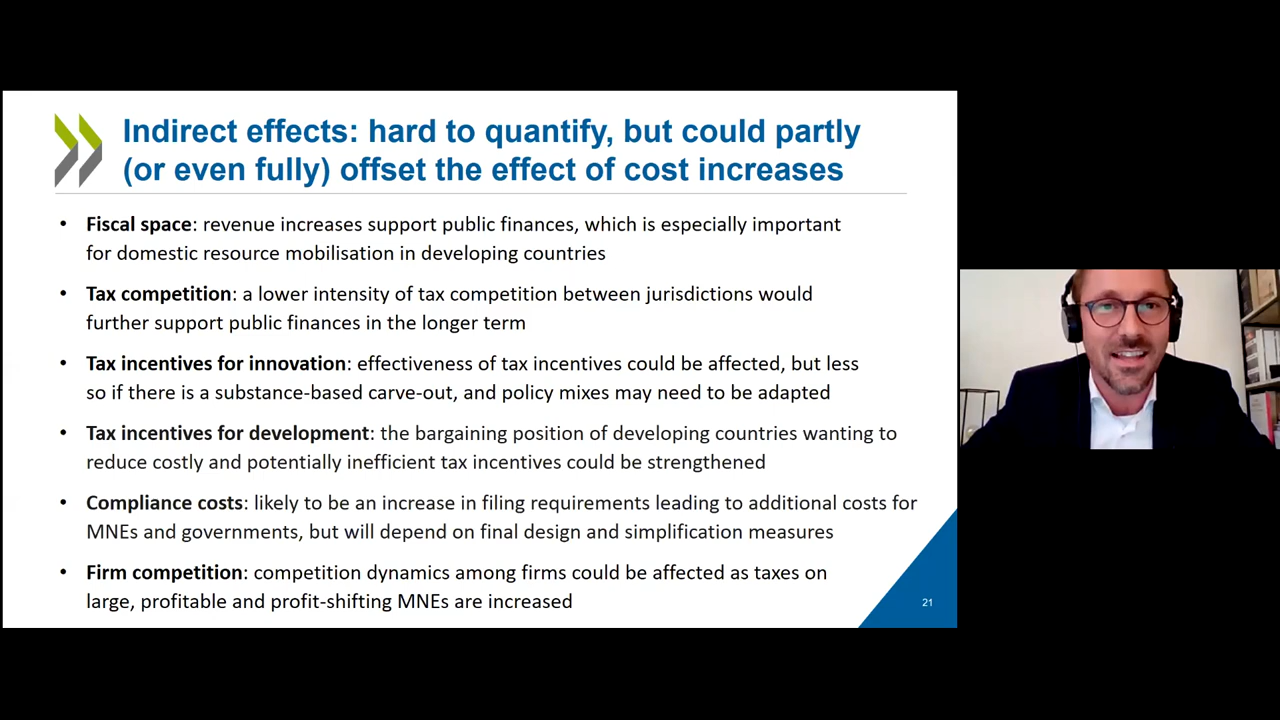 Indirect effects: hard to quantify, but could partly
(or even fully) offset the effect of cost increases
• Fiscal space: revenue increases support public finances, which is especially important
for domestic resource mobilisation in developing countries
• Tax competition: a lower intensity of tax competition between jurisdictions would
further support public finances in the longer term
• Tax incentives for innovation: effectiveness of tax incentives could be affected, but less
so if there is a substance-based carve-out, and policy mixes may need to be adapted
• Tax incentives for development: the bargaining position of developing countries wanting to
reduce costly and potentially inefficient tax incentives could be strengthened
• Compliance costs: likely to be an increase in filing requirements leading to additional costs for
MNEs and governments, but will depend on final design and simplification measures
• Firm competition: competition dynamics among firms could be affected as taxes on
large, profitable and profit-shifting MNEs are increased
21